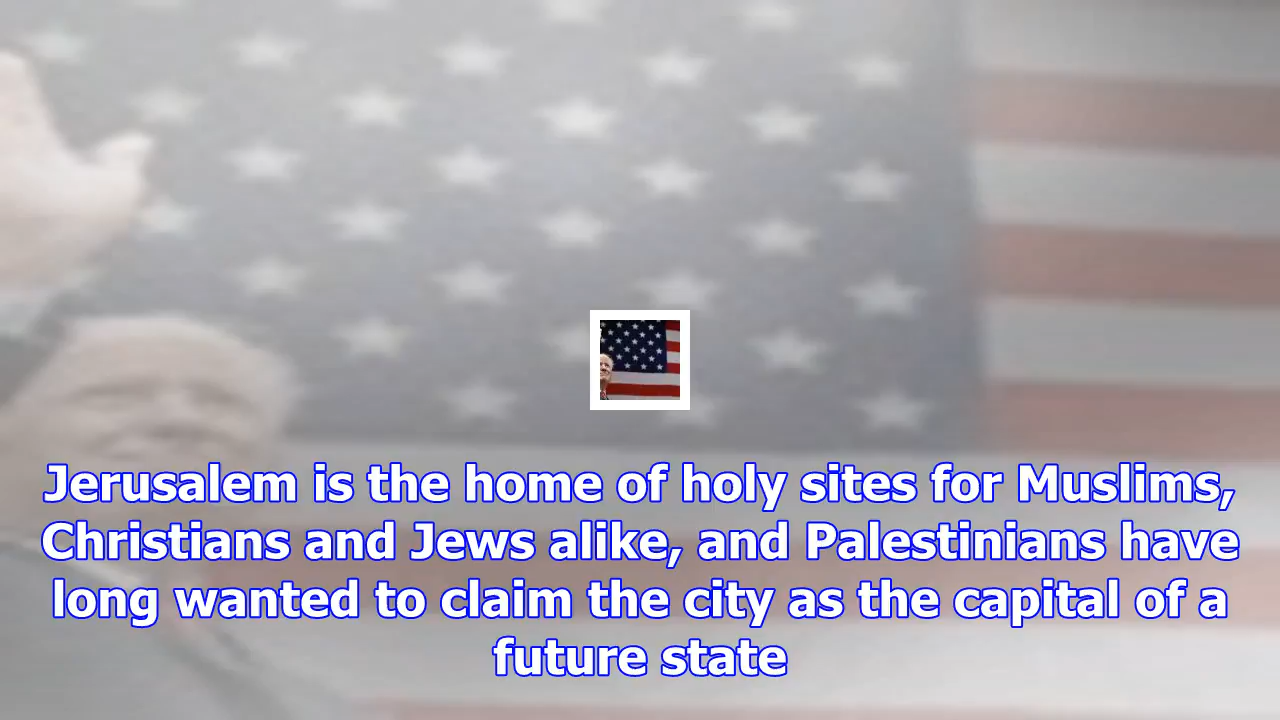 Jerusalem is the home of holy sites for Muslims,
Christians and Jews alike, and Palestinians have
long wanted to claim the city as the capital of a
future state